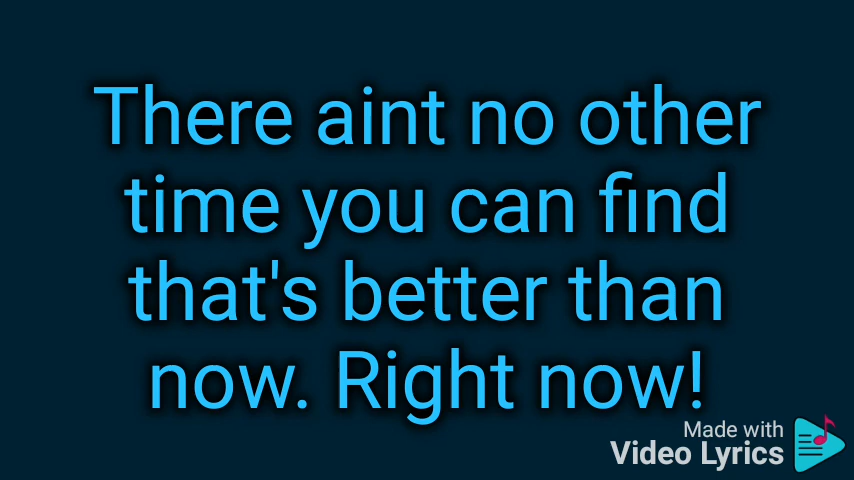 There aint no other
time you can find
that's better than
now. Right now!
Made with
Video Lyrics